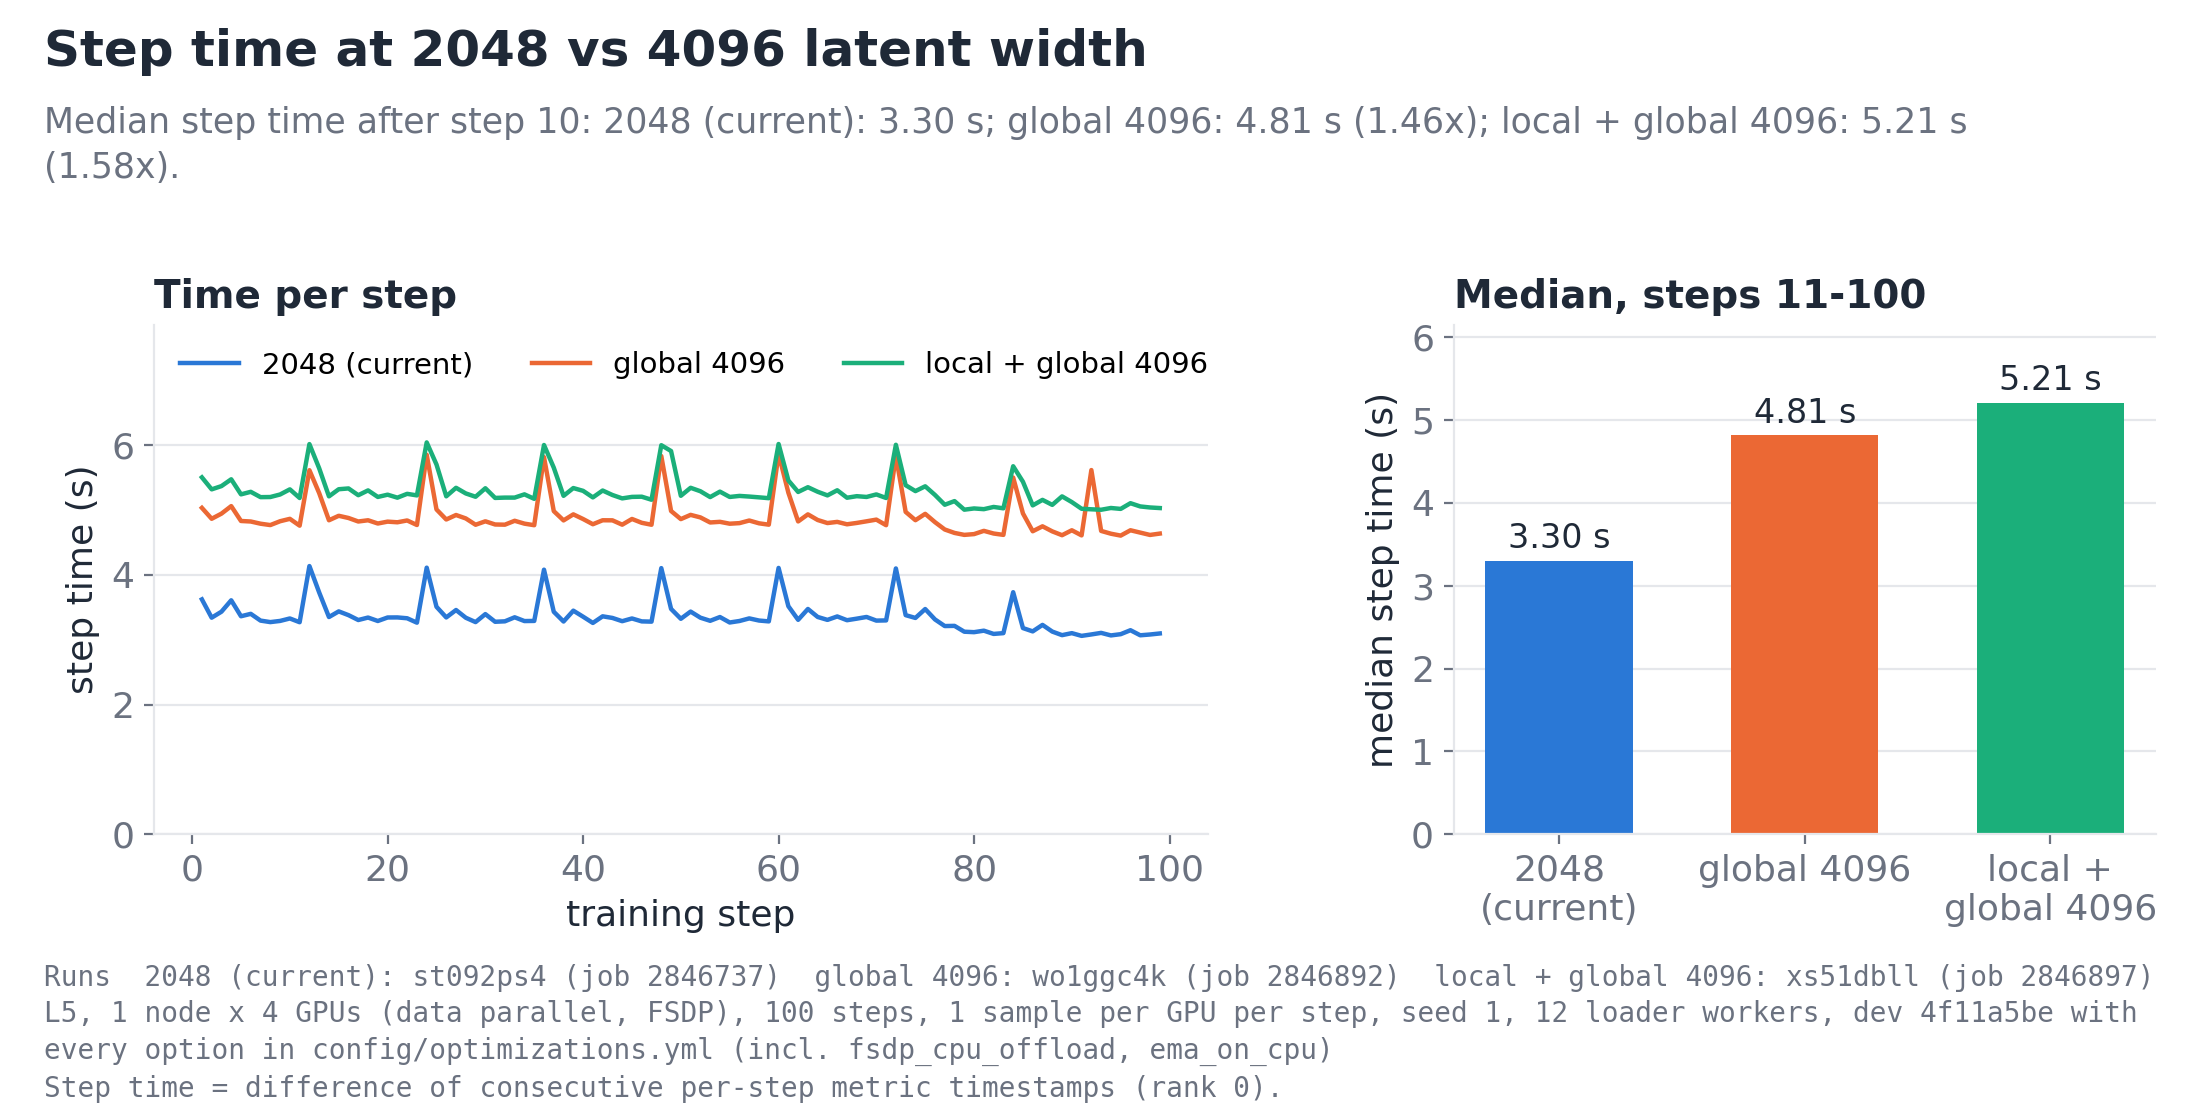 Step time at 2048 vs 4096 latent width
Median step time after step 10: 2048 (current): 3.30 s; global 4096: 4.81 s (1.46x); local + global 4096: 5.21 s
(1.58x).
Time per step
2048 (current)
global 4096
local + global 4096
step time (s)
6
4
2
0
0
20
40
60
80
100
training step
Median, steps 11-100
median step time (s)
6
5
4
3
2
1
0
3.30 s
4.81 s
5.21 s
2048
(current)
global 4096
local +
global 4096
Runs  2048 (current): st092ps4 (job 2846737)  global 4096: wo1ggc4k (job 2846892)  local + global 4096: xs51dbll (job 2846897)
L5, 1 node x 4 GPUs (data parallel, FSDP), 100 steps, 1 sample per GPU per step, seed 1, 12 loader workers, dev 4f11a5be with
every option in config/optimizations.yml (incl. fsdp_cpu_offload, ema_on_cpu)
Step time = difference of consecutive per-step metric timestamps (rank 0).